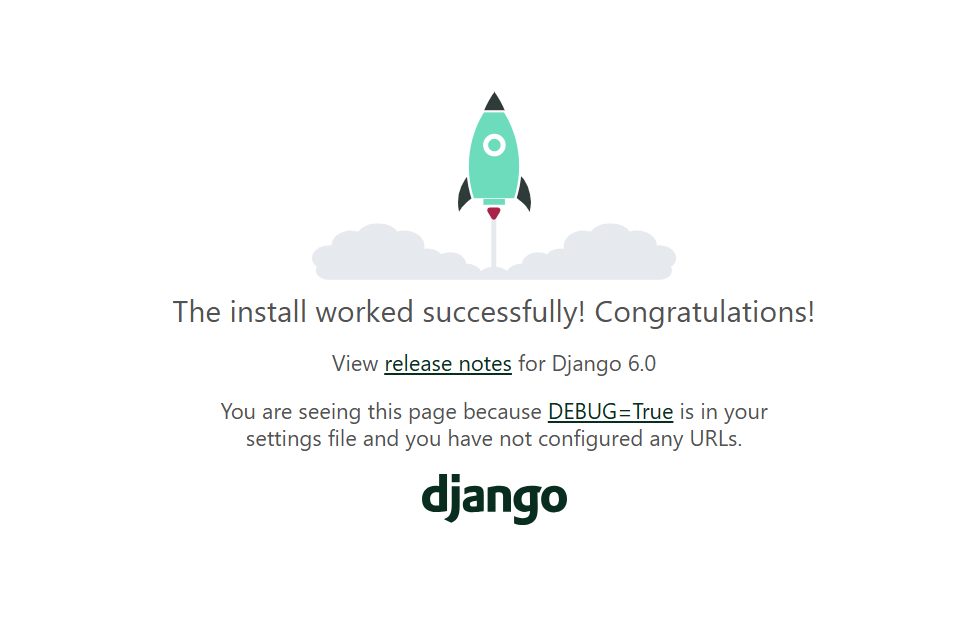 The install worked successfully! Congratulations!
View release notes for Django 6.0
You are seeing this page because DEBUG=True is in your
settings file and you have not configured any URLs.
django